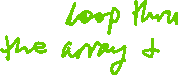 loop thru
the array &